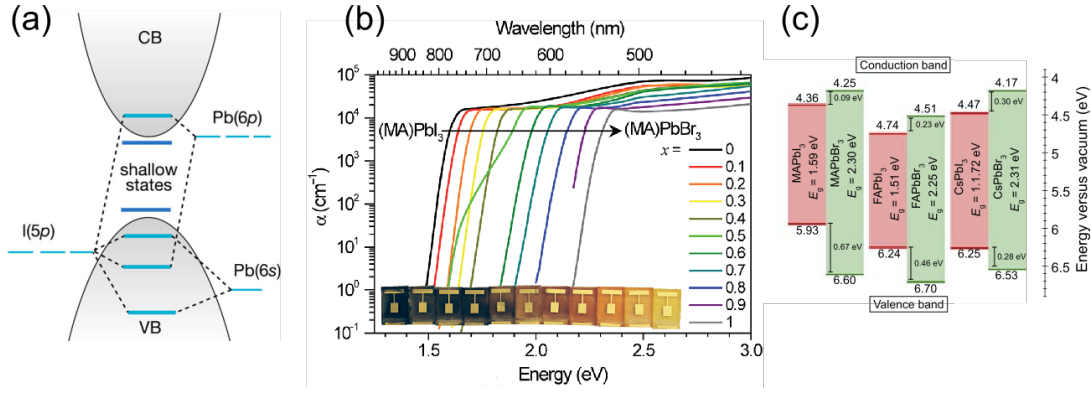 (a)
CB
Pb(6p)
shallow
states
I(5p)
Pb(6s)
VB
(b)
Wavelength (nm)
900 800 700 600 500
10^5
10^4
10^3
10^2
10^1
10^0
10^-1
α (cm^-1)
(MA)PbI3
(MA)PbBr3
x =
0
0.1
0.2
0.3
0.4
0.5
0.6
0.7
0.8
0.9
1
1.5 2.0 2.5 3.0
Energy (eV)
(c)
Conduction band
4.36
4.25
0.09 eV
4.74
4.51
0.23 eV
4.47
4.17
0.30 eV
MAPbI3
Eg = 1.59 eV
MAPbBr3
Eg = 2.30 eV
FAPbI3
Eg = 1.51 eV
FAPbBr3
Eg = 2.25 eV
CsPbI3
Eg = 1.1.72 eV
CsPbBr3
Eg = 2.31 eV
5.93
0.67 eV
6.60
6.24
0.46 eV
6.70
6.25
0.28 eV
6.53
Valence band
4
4.5
5
5.5
6
6.5
Energy versus vacuum (eV)